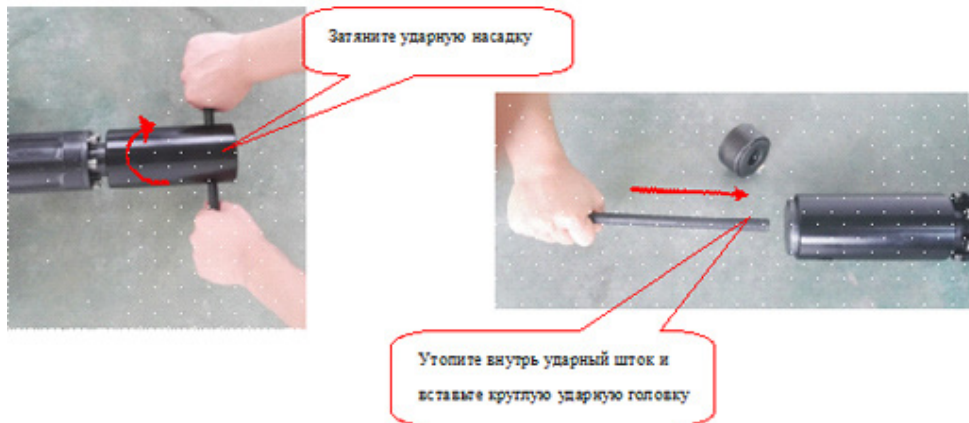 Затяните ударную насадку
Утопите внутрь ударный шток и
вставьте круглую ударную головку